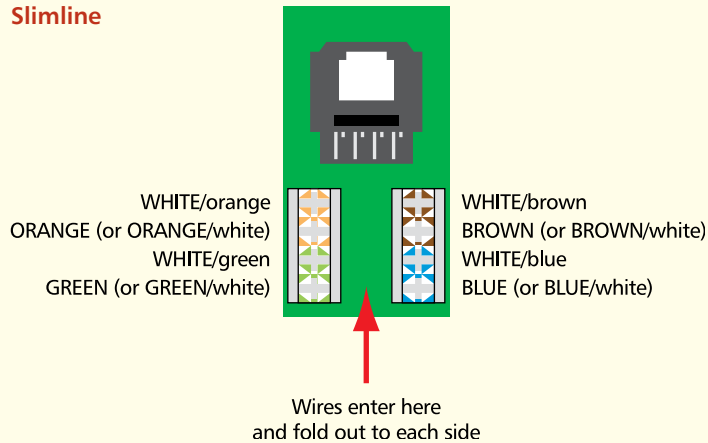 Slimline
WHITE/orange
ORANGE (or ORANGE/white)
WHITE/green
GREEN (or GREEN/white)
WHITE/brown
BROWN (or BROWN/white)
WHITE/blue
BLUE (or BLUE/white)
Wires enter here
and fold out to each side